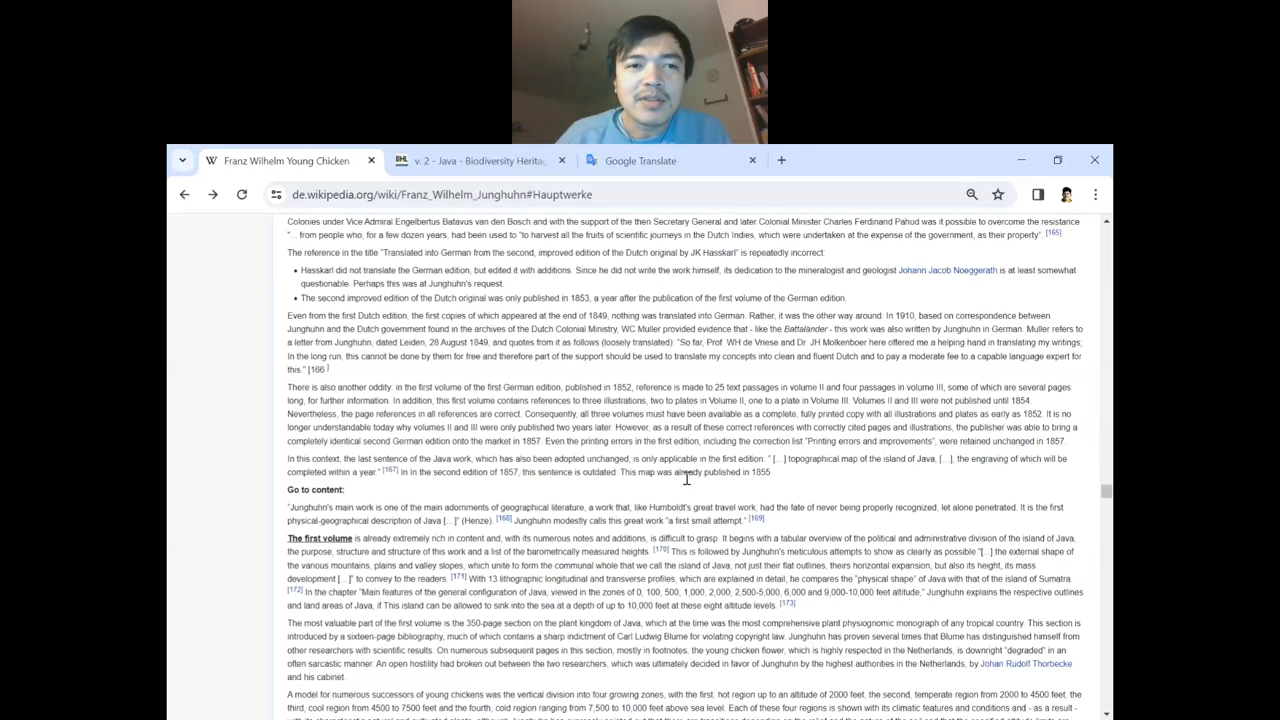 Franz Wilhelm Young Chicken
BHL v. 2 - Java - Biodiversity Heritag
Google Translate
de.wikipedia.org/wiki/Franz_Wilhelm_Junghuhn#Hauptwerke
Colonies under Vice Admiral Engelbertus Batavus van den Bosch and with the support of the then Secretary General and later Colonial Minister Charles Ferdinand Pahud was it possible to overcome the resistance
"... from people who, for a few dozen years, had been used to "to harvest all the fruits of scientific journeys in the Dutch Indies, which were undertaken at the expense of the government, as their property". [165]
The reference in the title "Translated into German from the second, improved edition of the Dutch original by JK Hasskarl" is repeatedly incorrect:
• Hasskarl did not translate the German edition, but edited it with additions. Since he did not write the work himself, its dedication to the mineralogist and geologist Johann Jacob Noeggerath is at least somewhat
questionable. Perhaps this was at Junghuhn's request.
• The second improved edition of the Dutch original was only published in 1853, a year after the publication of the first volume of the German edition.
Even from the first Dutch edition, the first copies of which appeared at the end of 1849, nothing was translated into German. Rather, it was the other way around: In 1910, based on correspondence between
Junghuhn and the Dutch government found in the archives of the Dutch Colonial Ministry, WC Muller provided evidence that - like the Battaländer - this work was also written by Junghuhn in German. Muller refers to
a letter from Junghuhn, dated Leiden, 28 August 1849, and quotes from it as follows (loosely translated): "So far, Prof. WH de Vriese and Dr. JH Molkenboer here offered me a helping hand in translating my writings;
In the long run, this cannot be done by them for free and therefore part of the support should be used to translate my concepts into clean and fluent Dutch and to pay a moderate fee to a capable language expert for
this." [166 ]
There is also another oddity: in the first volume of the first German edition, published in 1852, reference is made to 25 text passages in volume II and four passages in volume III, some of which are several pages
long, for further information. In addition, this first volume contains references to three illustrations, two to plates in Volume II, one to a plate in Volume III. Volumes II and III were not published until 1854.
Nevertheless, the page references in all references are correct. Consequently, all three volumes must have been available as a complete, fully printed copy with all illustrations and plates as early as 1852. It is no
longer understandable today why volumes II and III were only published two years later. However, as a result of these correct references with correctly cited pages and illustrations, the publisher was able to bring a
completely identical second German edition onto the market in 1857. Even the printing errors in the first edition, including the correction list "Printing errors and improvements", were retained unchanged in 1857.
In this context, the last sentence of the Java work, which has also been adopted unchanged, is only applicable in the first edition: " […] topographical map of the island of Java, […], the engraving of which will be
completed within a year." [167] In In the second edition of 1857, this sentence is outdated: This map was already published in 1855.
Go to content:
"Junghuhn's main work is one of the main adornments of geographical literature, a work that, like Humboldt's great travel work, had the fate of never being properly recognized, let alone penetrated. It is the first
physical-geographical description of Java […]" (Henze). [168] Junghuhn modestly calls this great work "a first small attempt." [169]
The first volume is already extremely rich in content and, with its numerous notes and additions, is difficult to grasp. It begins with a tabular overview of the political and administrative division of the island of Java,
the purpose, structure and structure of this work and a list of the barometrically measured heights. [170] This is followed by Junghuhn's meticulous attempts to show as clearly as possible "[…] the external shape of
the various mountains, plains and valley slopes, which unite to form the communal whole that we call the island of Java, not just their flat outlines, theirs horizontal expansion, but also its height, its mass
development […]" to convey to the readers. [171] With 13 lithographic longitudinal and transverse profiles, which are explained in detail, he compares the "physical shape" of Java with that of the island of Sumatra.
[172] In the chapter "Main features of the general configuration of Java, viewed in the zones of 0, 100, 500, 1,000, 2,000, 2,500-5,000, 6,000 and 9,000-10,000 feet altitude," Junghuhn explains the respective outlines
and land areas of Java, if This island can be allowed to sink into the sea at a depth of up to 10,000 feet at these eight altitude levels. [173]
The most valuable part of the first volume is the 350-page section on the plant kingdom of Java, which at the time was the most comprehensive plant physiognomic monograph of any tropical country. This section is
introduced by a sixteen-page bibliography, much of which contains a sharp indictment of Carl Ludwig Blume for violating copyright law. Junghuhn has proven several times that Blume has distinguished himself from
other researchers with scientific results. On numerous subsequent pages in this section, mostly in footnotes, the young chicken flower, which is highly respected in the Netherlands, is downright "degraded" in an
often sarcastic manner. An open hostility had broken out between the two researchers, which was ultimately decided in favor of Junghuhn by the highest authorities in the Netherlands, by Johan Rudolf Thorbecke
and his cabinet.
A model for numerous successors of young chickens was the vertical division into four growing zones, with the first, hot region up to an altitude of 2000 feet, the second, temperate region from 2000 to 4500 feet, the
third, cool region from 4500 to 7500 feet and the fourth, cold region ranging from 7,500 to 10,000 feet above sea level. Each of these four regions is shown with its climatic features and conditions and - as a result -